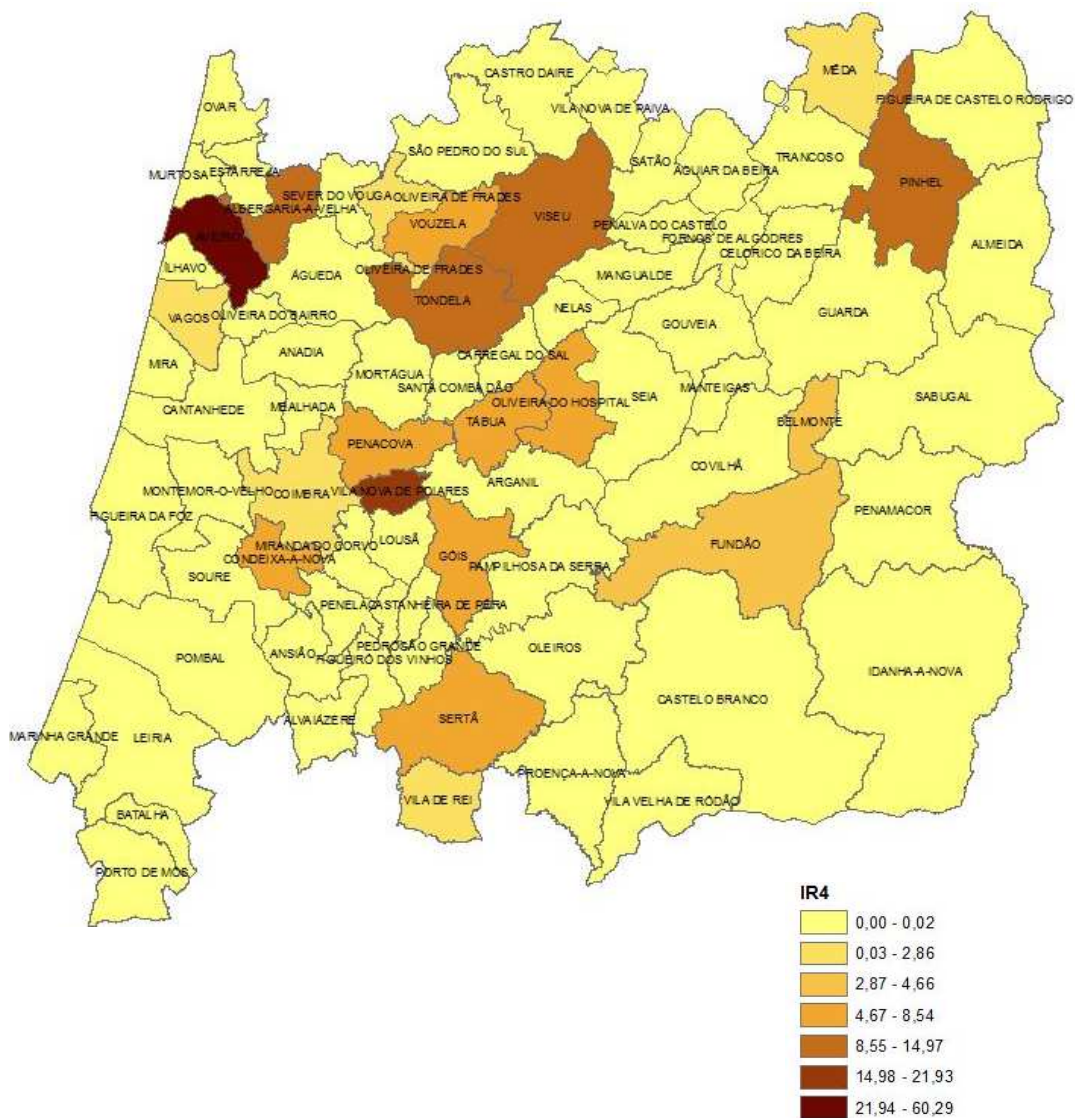 CASTRO DAIRE
MÊDA
OVAR
VILA NOVA DE PAIVA
FIGUEIRA DE CASTELO RODRIGO
SÃO PEDRO DO SUL
SATÃO
TRANCOSO
MURTOSA
ESTARREJA
AGUIAR DA BEIRA
PINHEL
SEVER DO VOUGA
OLIVEIRA DE FRADES
ALBERGARIA-A-VELHA
VOUZELA
VISEU
PENALVA DO CASTELO
AVEIRO
FORNOS DE ALGODRES
ALMEIDA
CELORICO DA BEIRA
ILHAVO
ÁGUEDA
OLIVEIRA DE FRADES
MANGUALDE
TONDELA
NELAS
GUARDA
VAGOS
OLIVEIRA DO BAIRRO
GOUVEIA
ANADIA
CARREGAL DO SAL
MIRA
MORTÁGUA
SANTA COMBA DÃO
MANTEIGAS
SEIA
SABUGAL
CANTANHEDE
MEALHADA
OLIVEIRA DO HOSPITAL
TÁBUA
BELMONTE
PENACOVA
COVILHÃ
MONTEMOR-O-VELHO
COIMBRA
VILA NOVA DE POIARES
ARGANIL
PENAMACOR
FIGUEIRA DA FOZ
LOUSÃ
FUNDÃO
MIRANDA DO CORVO
CONDEIXA-A-NOVA
GÓIS
PAMPILHOSA DA SERRA
SOURE
PENELA
CASTANHEIRA DE PÊRA
PEDROGÃO GRANDE
OLEIROS
POMBAL
ANSIÃO
FIGUEIRÓ DOS VINHOS
IDANHA-A-NOVA
CASTELO BRANCO
SERTÃ
ALVAIÁZERE
MARINHA GRANDE
LEIRIA
PROENÇA-A-NOVA
VILA DE REI
VILA VELHA DE RÓDÃO
BATALHA
PORTO DE MÓS
IR4
0,00 - 0,02
0,03 - 2,86
2,87 - 4,66
4,67 - 8,54
8,55 - 14,97
14,98 - 21,93
21,94 - 60,29